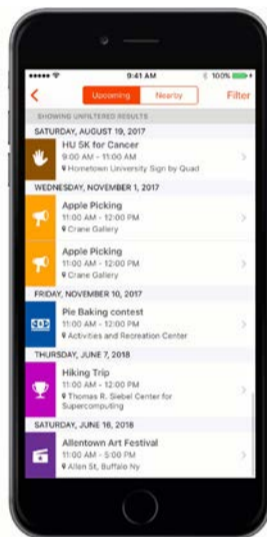 9:41 AM
100%
Upcoming
Nearby
Filter
SHOWING UNFILTERED RESULTS
SATURDAY, AUGUST 19, 2017
HU 5K for Cancer
9:00 AM - 11:00 AM
Hometown University Sign by Quad
WEDNESDAY, NOVEMBER 1, 2017
Apple Picking
11:00 AM - 12:00 PM
Crane Gallery
Apple Picking
11:00 AM - 12:00 PM
Crane Gallery
FRIDAY, NOVEMBER 10, 2017
Pie Baking contest
11:00 AM - 12:00 PM
Activities and Recreation Center
THURSDAY, JUNE 7, 2018
Hiking Trip
11:00 AM - 12:00 PM
Thomas R. Siebel Center for
Supercomputing
SATURDAY, JUNE 16, 2018
Allentown Art Festival
11:00 AM - 5:00 PM
Allen St, Buffalo Ny